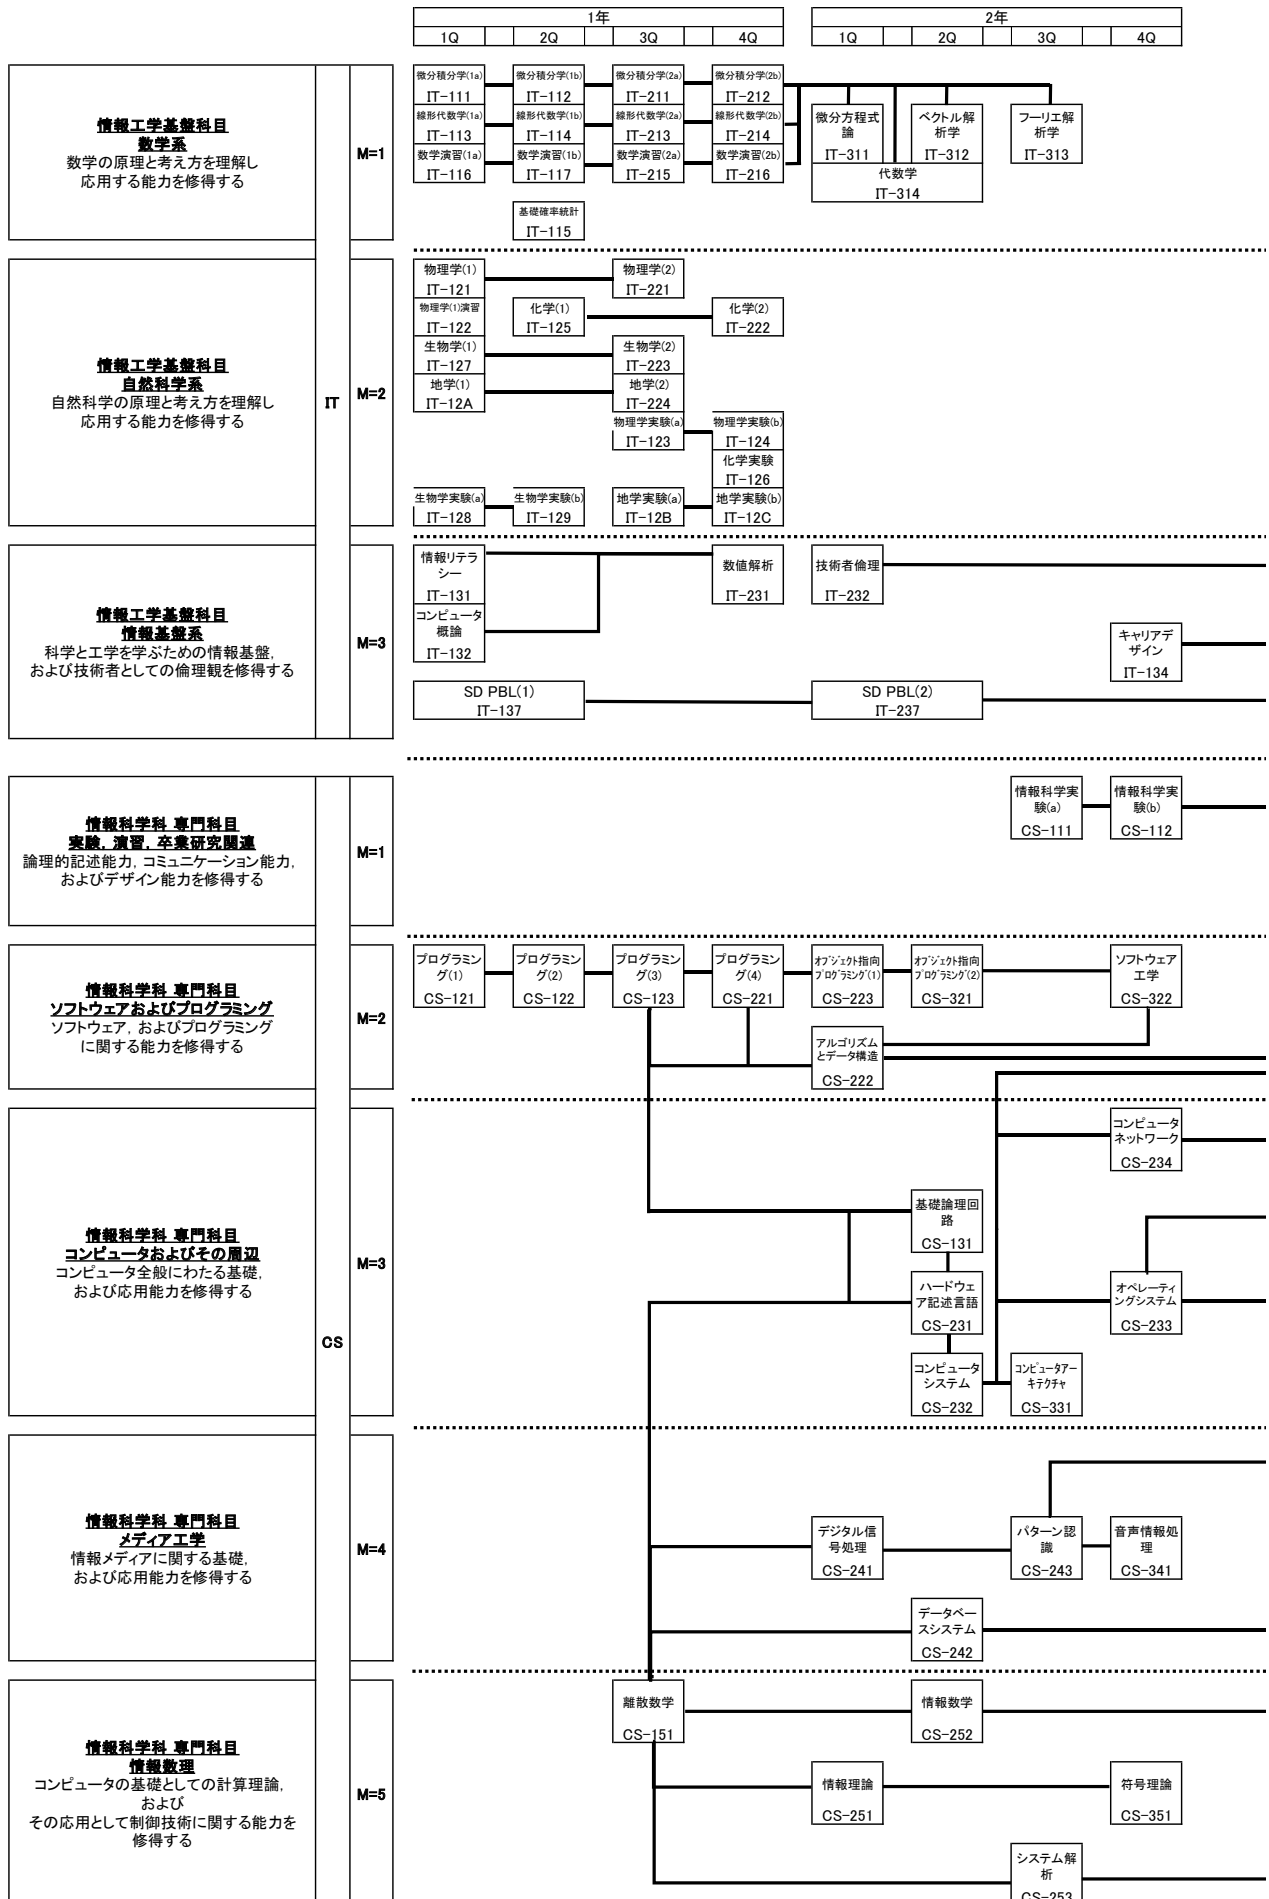 1年
2年
1Q 2Q 3Q 4Q 1Q 2Q 3Q 4Q
情報工学基盤科目
数学系
数学の原理と考え方を理解し
応用する能力を修得する
M=1
微分積分学(1a)
IT-111
微分積分学(1b)
IT-112
微分積分学(2a)
IT-211
微分積分学(2b)
IT-212
線形代数学(1a)
IT-113
線形代数学(1b)
IT-114
線形代数学(2a)
IT-213
線形代数学(2b)
IT-214
数学演習(1a)
IT-116
数学演習(1b)
IT-117
数学演習(2a)
IT-215
数学演習(2b)
IT-216
微分方程式
論
IT-311
ベクトル解
析学
IT-312
フーリエ解
析学
IT-313
代数学
IT-314
基礎確率統計
IT-115
IT
情報工学基盤科目
自然科学系
自然科学の原理と考え方を理解し
応用する能力を修得する
M=2
物理学(1)
IT-121
物理学(2)
IT-221
物理学(1)演習
IT-122
化学(1)
IT-125
化学(2)
IT-222
生物学(1)
IT-127
生物学(2)
IT-223
地学(1)
IT-12A
地学(2)
IT-224
物理学実験(a)
IT-123
物理学実験(b)
IT-124
化学実験
IT-126
生物学実験(a)
IT-128
生物学実験(b)
IT-129
地学実験(a)
IT-12B
地学実験(b)
IT-12C
情報工学基盤科目
情報基盤系
科学と工学を学ぶための情報基盤,
および技術者としての倫理観を修得する
M=3
情報リテラ
シー
IT-131
数値解析
IT-231
技術者倫理
IT-232
コンピュータ
概論
IT-132
キャリアデ
ザイン
IT-134
SD PBL(1)
IT-137
SD PBL(2)
IT-237
情報科学科 専門科目
実験, 演習, 卒業研究関連
論理的記述能力, コミュニケーション能力,
およびデザイン能力を修得する
M=1
情報科学実
験(a)
CS-111
情報科学実
験(b)
CS-112
情報科学科 専門科目
ソフトウェアおよびプログラミング
ソフトウェア, およびプログラミング
に関する能力を修得する
M=2
プログラミン
グ(1)
CS-121
プログラミン
グ(2)
CS-122
プログラミン
グ(3)
CS-123
プログラミン
グ(4)
CS-221
オブジェクト指向
プログラミング(1)
CS-223
オブジェクト指向
プログラミング(2)
CS-321
ソフトウェア
工学
CS-322
アルゴリズム
とデータ構造
CS-222
CS
情報科学科 専門科目
コンピュータおよびその周辺
コンピュータ全般にわたる基礎,
および応用能力を修得する
M=3
コンピュータ
ネットワーク
CS-234
基礎論理回
路
CS-131
ハードウェ
ア記述言語
CS-231
オペレーティ
ングシステム
CS-233
コンピュータ
システム
CS-232
コンピュータアー
キテクチャ
CS-331
情報科学科 専門科目
メディア工学
情報メディアに関する基礎,
および応用能力を修得する
M=4
デジタル信
号処理
CS-241
パターン認
識
CS-243
音声情報処
理
CS-341
データベー
スシステム
CS-242
情報科学科 専門科目
情報数理
コンピュータの基礎としての計算理論,
および
その応用として制御技術に関する能力を
修得する
M=5
離散数学
CS-151
情報数学
CS-252
情報理論
CS-251
符号理論
CS-351
システム解
析
CS-253